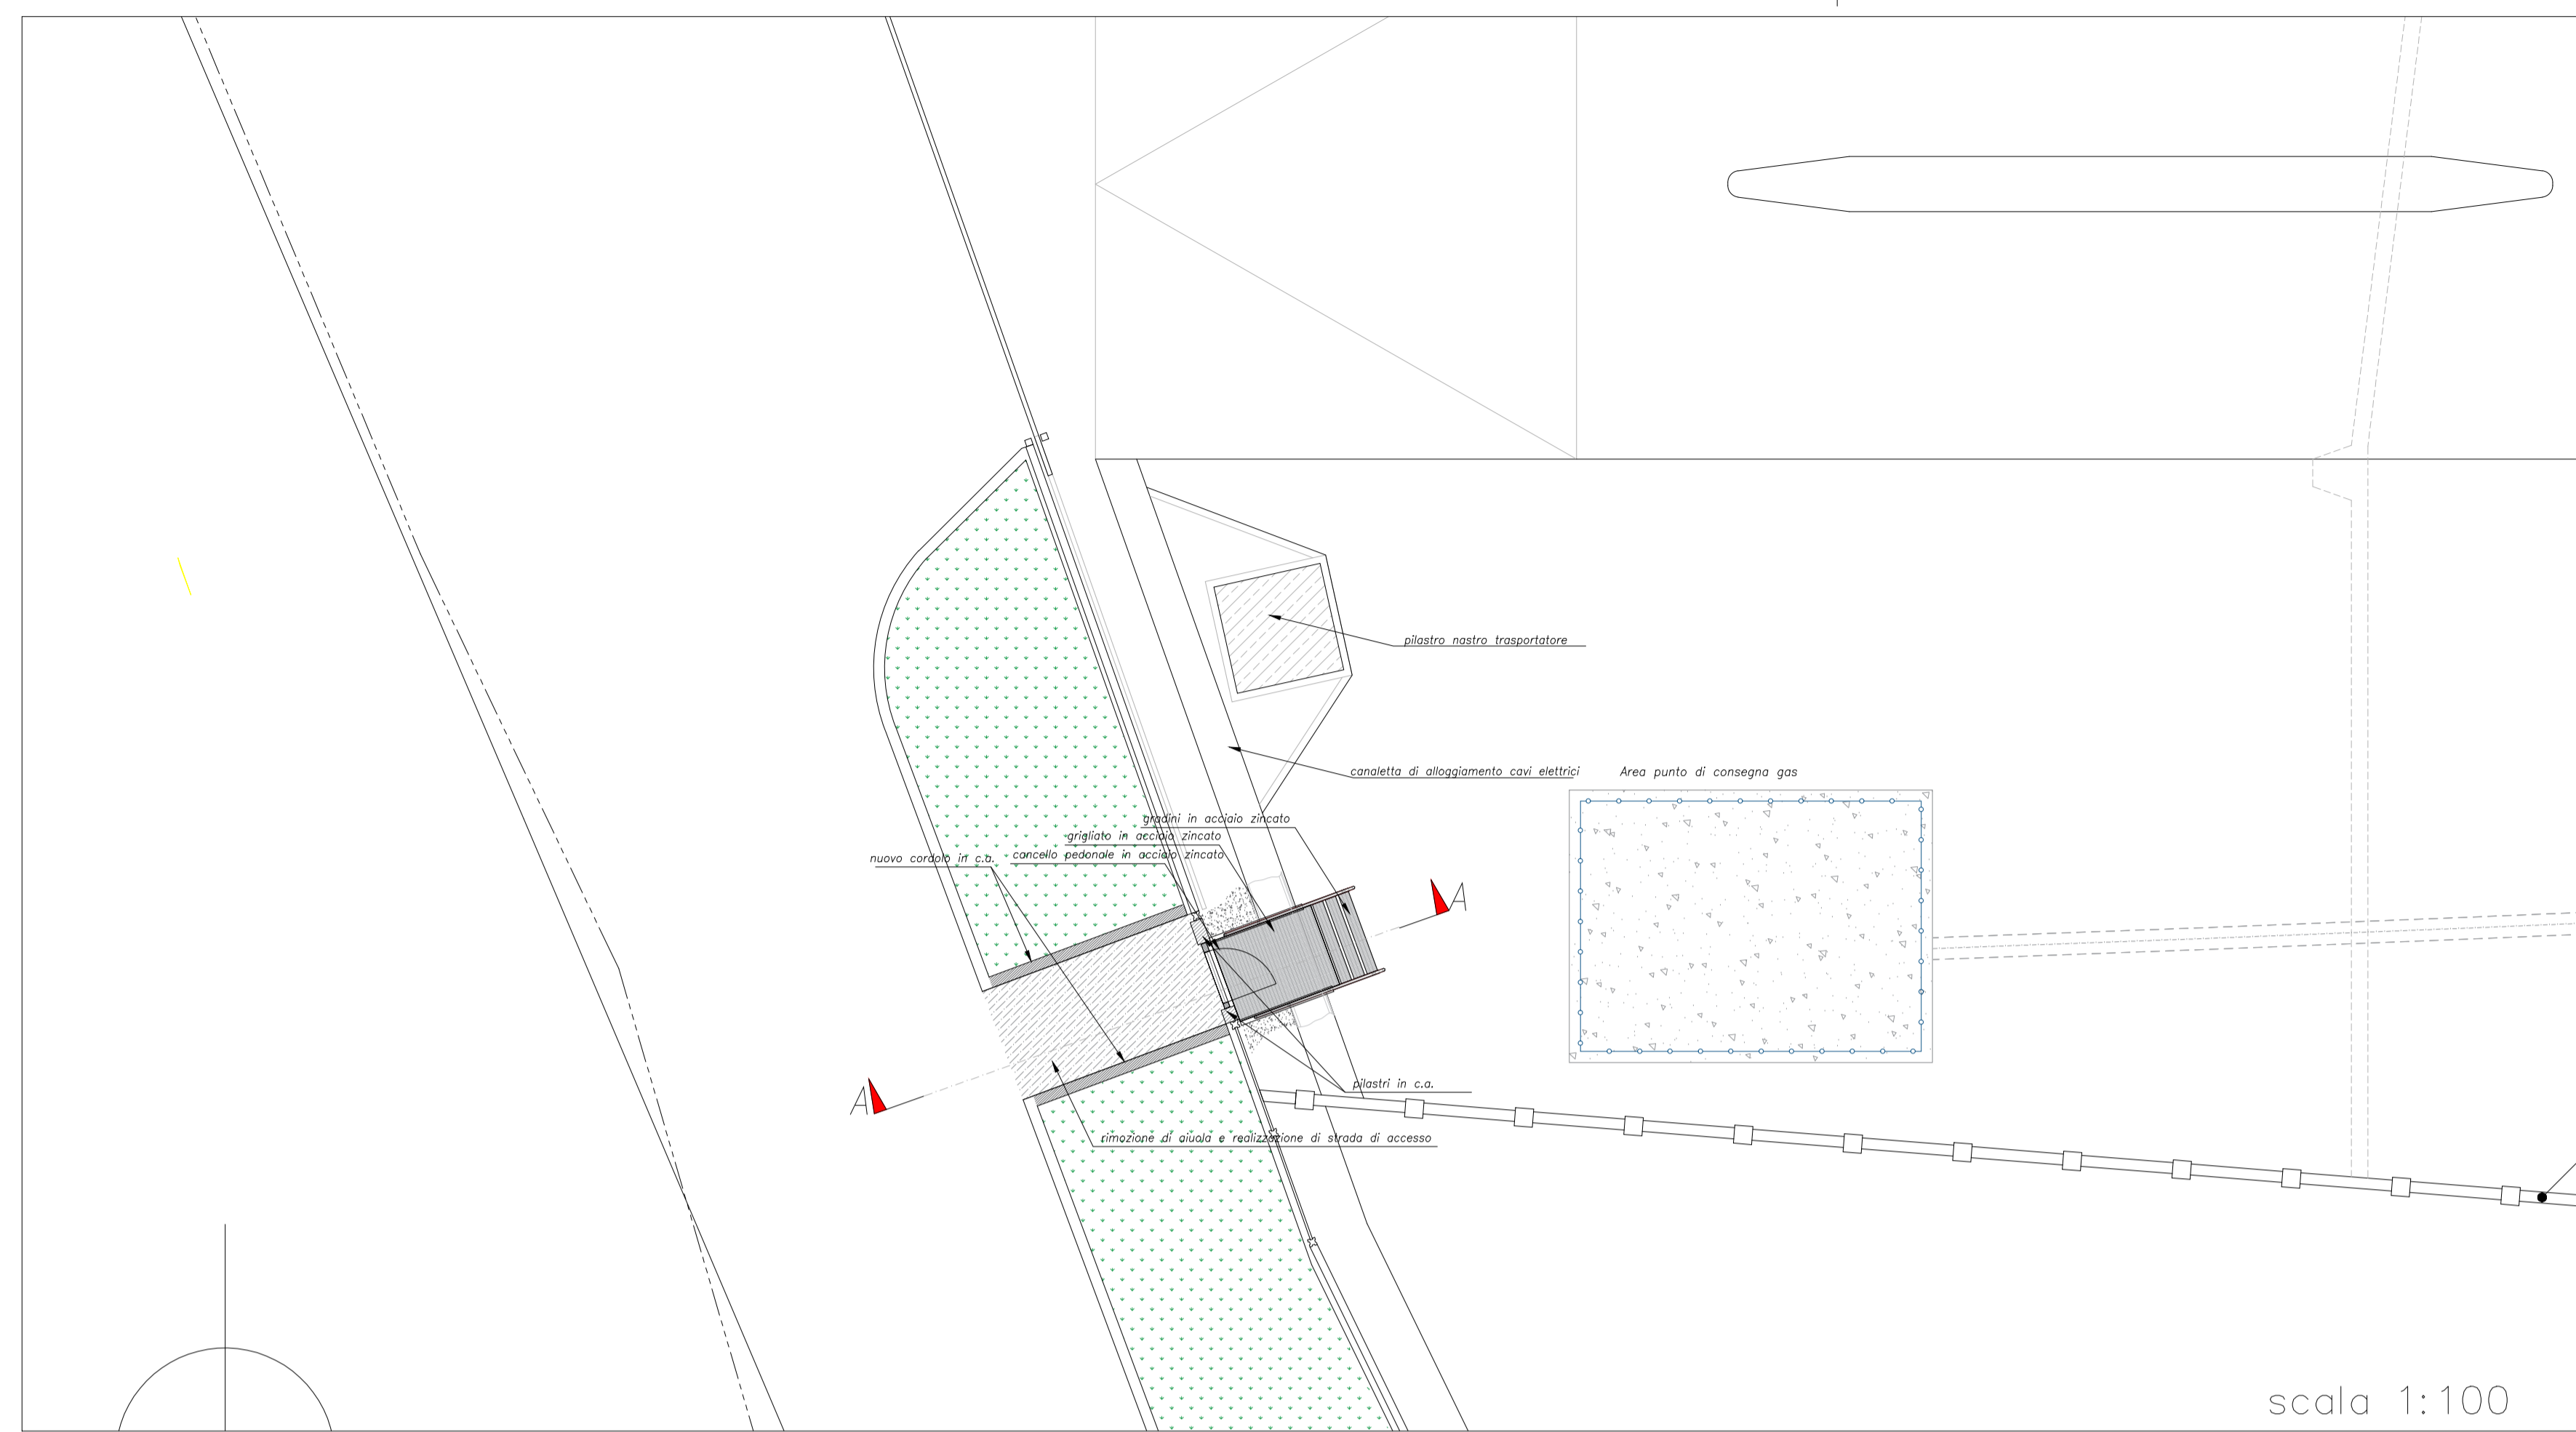 pilastro nastro trasportatore
canaletta di alloggiamento cavi elettrici
Area punto di consegna gas
gradini in acciaio zincato
grigliato in acciaio zincato
cancello pedonale in acciaio zincato
nuovo cordolo in c.a.
A
A
pilastri in c.a.
rimozione di aiuola e realizzazione di strada di accesso
scala 1:100